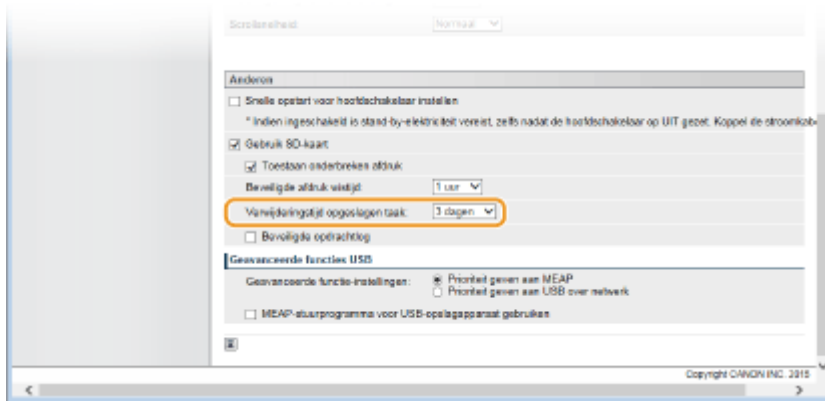 Scrollsnelheid: Normaal
Anderen
Snelle opstart voor hoofdschakelaar instellen
* Indien ingeschakeld is stand-by-elektriciteit vereist, zelfs nadat de hoofdschakelaar op UIT gezet. Koppel de stroomkab
Gebruik SD-kaart
Toestaan onderbreken afdruk
Beveiligde afdruk wistijd: 1 uur
Verwijderingstijd opgeslagen taak: 3 dagen
Beveiligde opdrachtlog
Geavanceerde functies USB
Geavanceerde functie-instellingen: Prioriteit geven aan MEAP
Prioriteit geven aan USB over netwerk
MEAP-stuurprogramma voor USB-opslagapparaat gebruiken
Copyright CANON INC. 2015